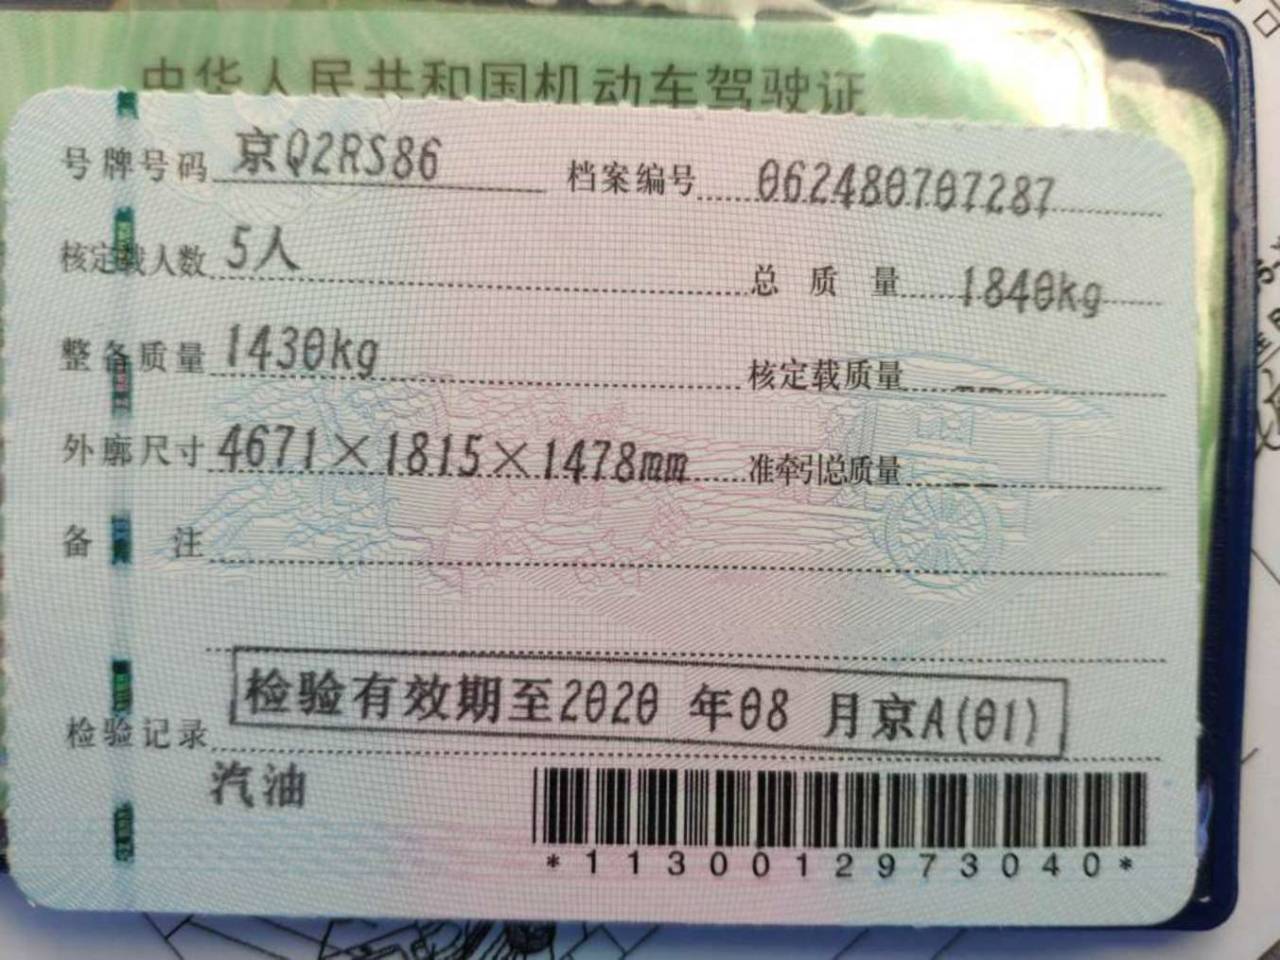 中华人民共和国机动车驾驶证
号牌号码 京Q2RS86 档案编号 062480707287
核定载人数 5人 总质量 1840kg
整备质量 1430kg 核定载质量 --
外廓尺寸 4671×1815×1478mm 准牵引总质量 --
备注
检验记录 检验有效期至2020年08月京A(01)
汽油
*1130012973040*